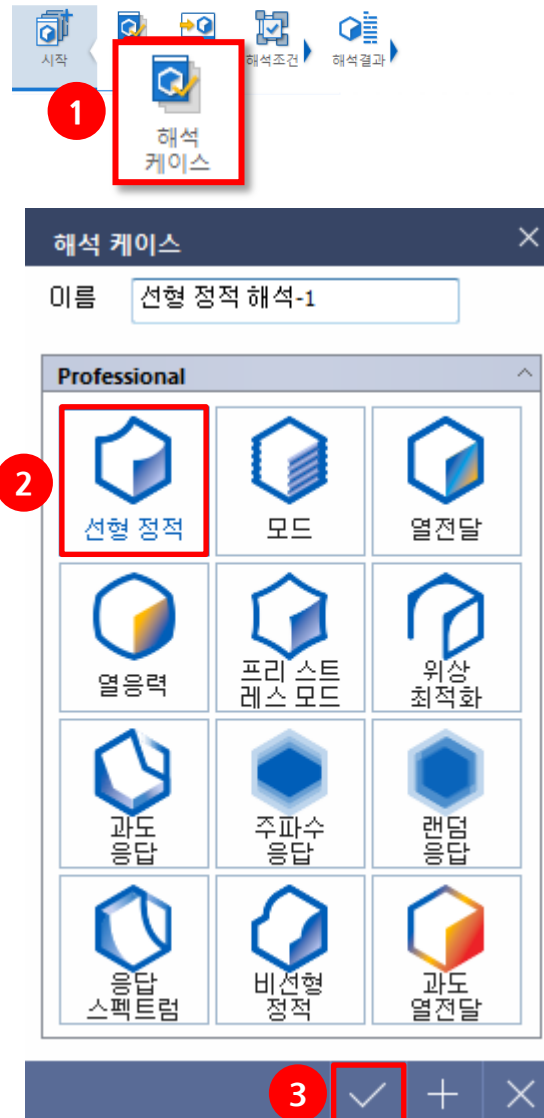 시작
해석조건
해석결과
1
해석
케이스
해석 케이스
이름
선형 정적 해석-1
Professional
2
선형 정적
모드
열전달
열응력
프리 스트
레스 모드
위상
최적화
과도
응답
주파수
응답
랜덤
응답
응답
스펙트럼
비선형
정적
과도
열전달
3